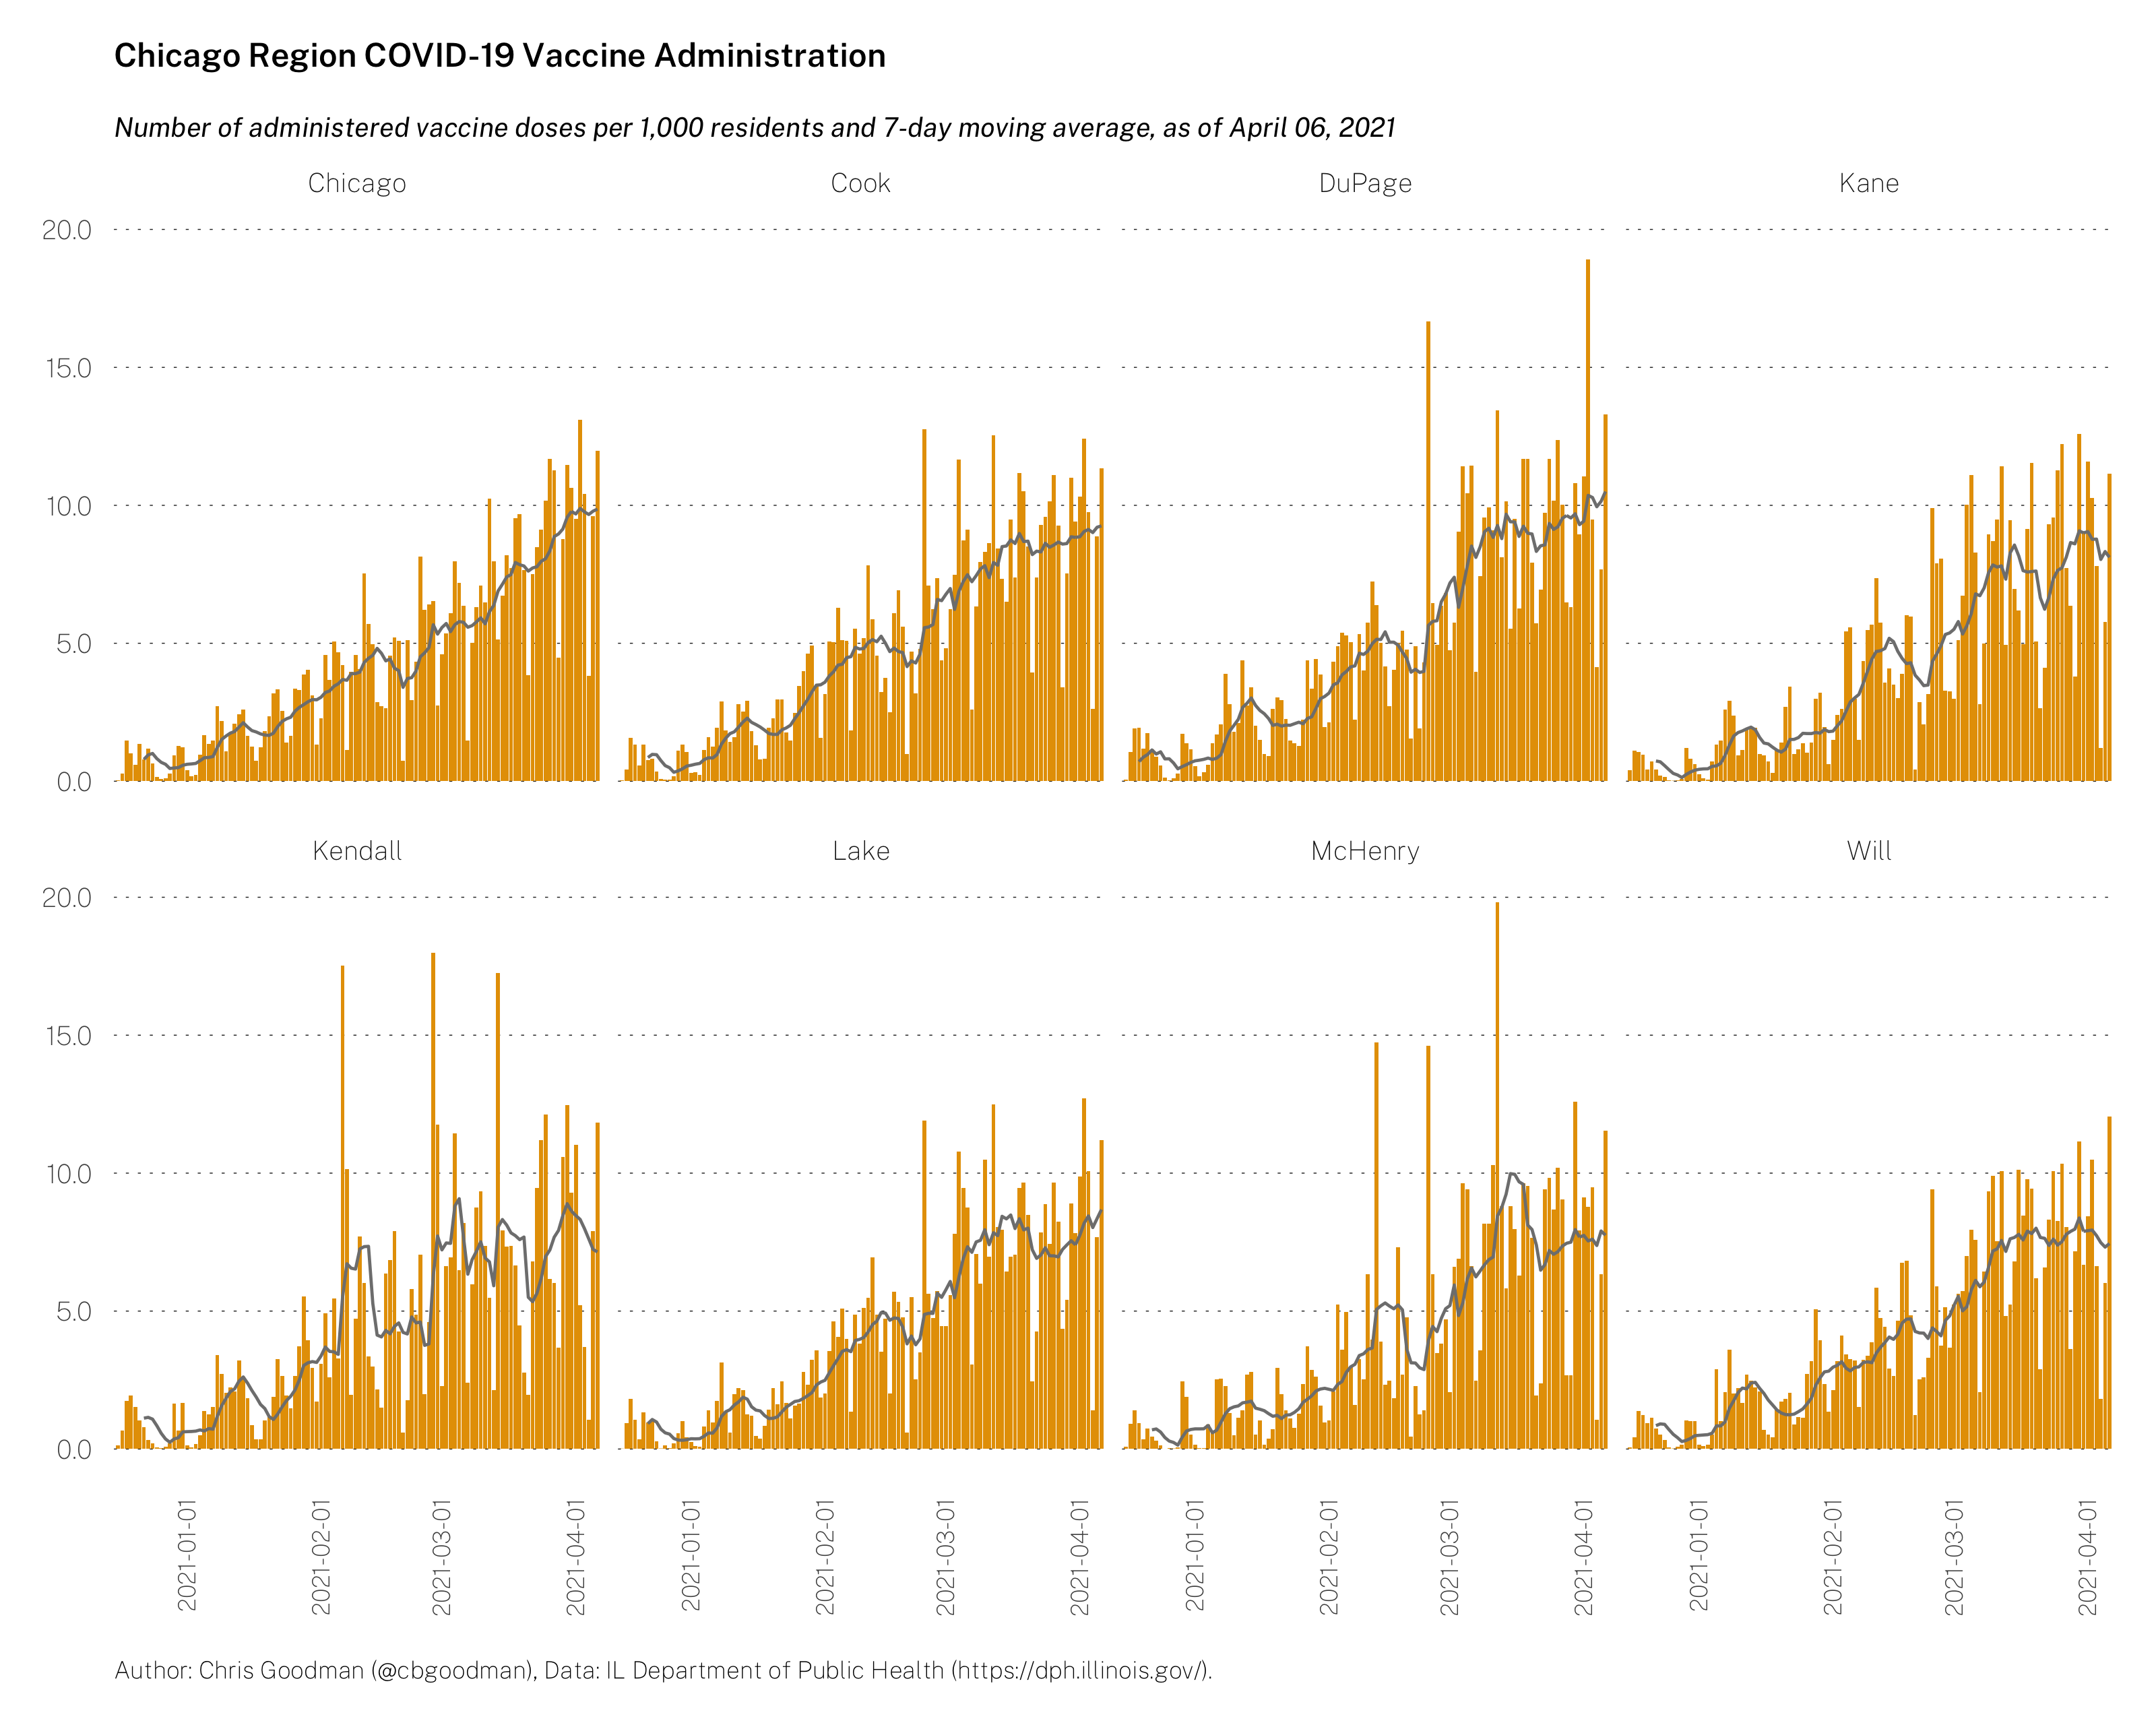 Chicago Region COVID-19 Vaccine Administration
Number of administered vaccine doses per 1,000 residents and 7-day moving average, as of April 06, 2021
Chicago Cook DuPage Kane
20.0
15.0
10.0
5.0
0.0
Kendall Lake McHenry Will
20.0
15.0
10.0
5.0
0.0
2021-01-01 2021-02-01 2021-03-01 2021-04-01 2021-01-01 2021-02-01 2021-03-01 2021-04-01 2021-01-01 2021-02-01 2021-03-01 2021-04-01 2021-01-01 2021-02-01 2021-03-01 2021-04-01
Author: Chris Goodman (@cbgoodman), Data: IL Department of Public Health (https://dph.illinois.gov/).